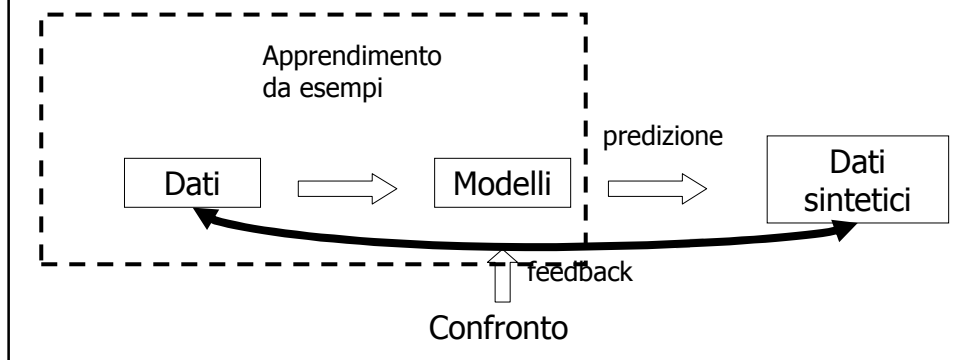 Apprendimento
da esempi
predizione
Dati
Modelli
Dati
sintetici
feedback
Confronto